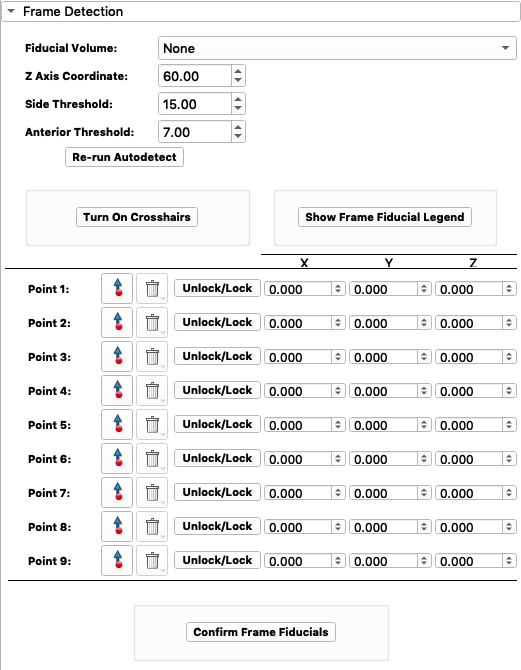 Frame Detection
Fiducial Volume: None
Z Axis Coordinate: 60.00
Side Threshold: 15.00
Anterior Threshold: 7.00
Re-run Autodetect
Turn On Crosshairs Show Frame Fiducial Legend
X Y Z
Point 1: Unlock/Lock 0.000 0.000 0.000
Point 2: Unlock/Lock 0.000 0.000 0.000
Point 3: Unlock/Lock 0.000 0.000 0.000
Point 4: Unlock/Lock 0.000 0.000 0.000
Point 5: Unlock/Lock 0.000 0.000 0.000
Point 6: Unlock/Lock 0.000 0.000 0.000
Point 7: Unlock/Lock 0.000 0.000 0.000
Point 8: Unlock/Lock 0.000 0.000 0.000
Point 9: Unlock/Lock 0.000 0.000 0.000
Confirm Frame Fiducials